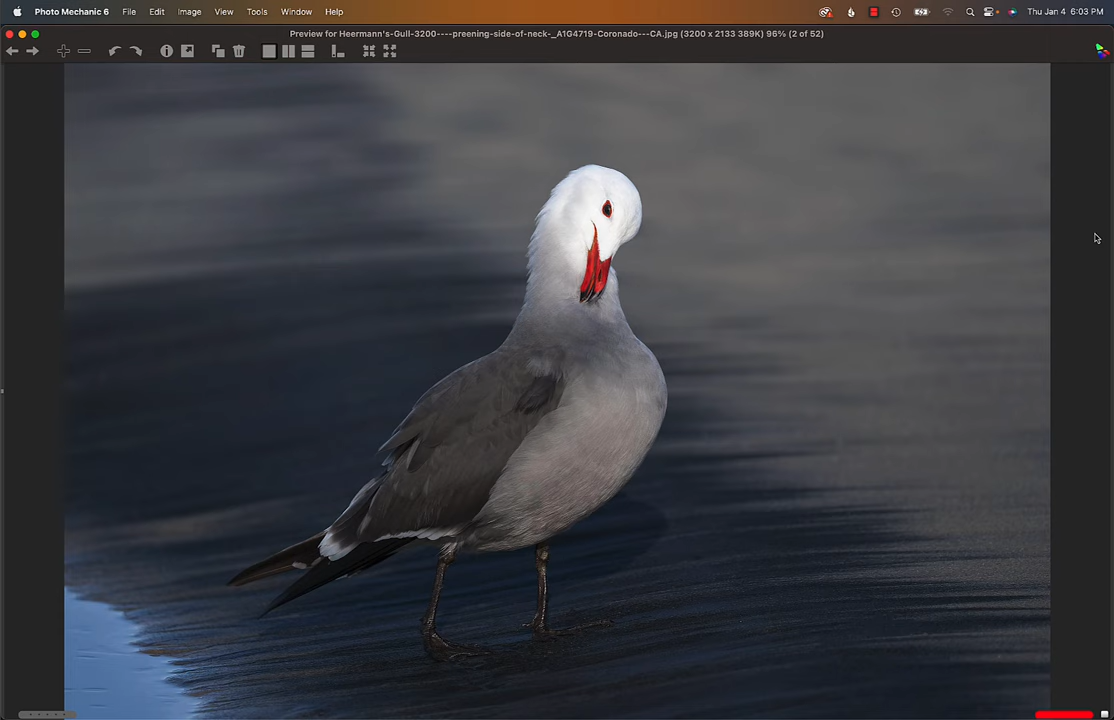 Photo Mechanic 6 File Edit Image View Tools Window Help Thu Jan 4 6:03 PM
Preview for Heermann's-Gull-3200----preening-side-of-neck-_A1G4719-Coronado---CA.jpg (3200 x 2133 389K) 96% (2 of 52)